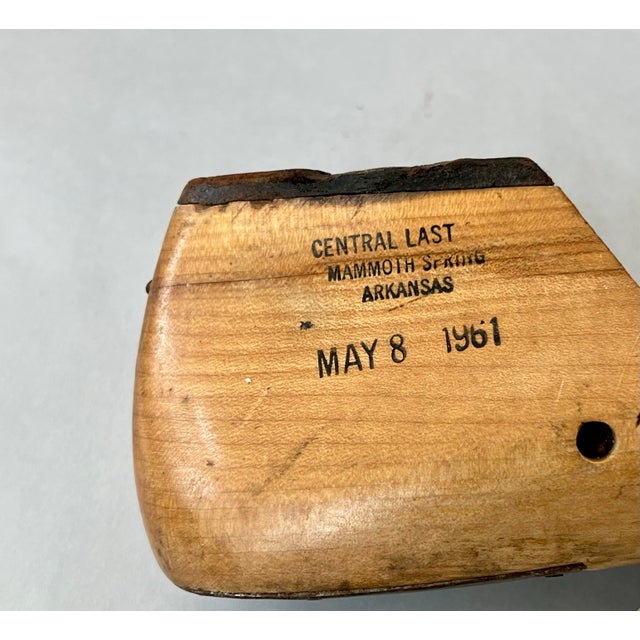 CENTRAL LAST
MAMMOTH SPRING
ARKANSAS
MAY 8 1961